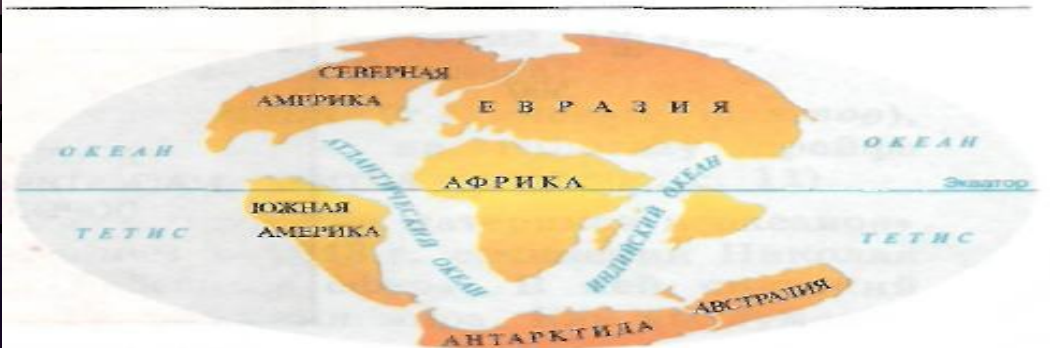 СЕВЕРНАЯ
АМЕРИКА
ЕВРАЗИЯ
ОКЕАН
АТЛАНТИЧЕСКИЙ ОКЕАН
ИНДИЙСКИЙ ОКЕАН
ОКЕАН
АФРИКА
Экватор
ЮЖНАЯ
АМЕРИКА
ТЕТИС
ТЕТИС
АВСТРАЛИЯ
АНТАРКТИДА